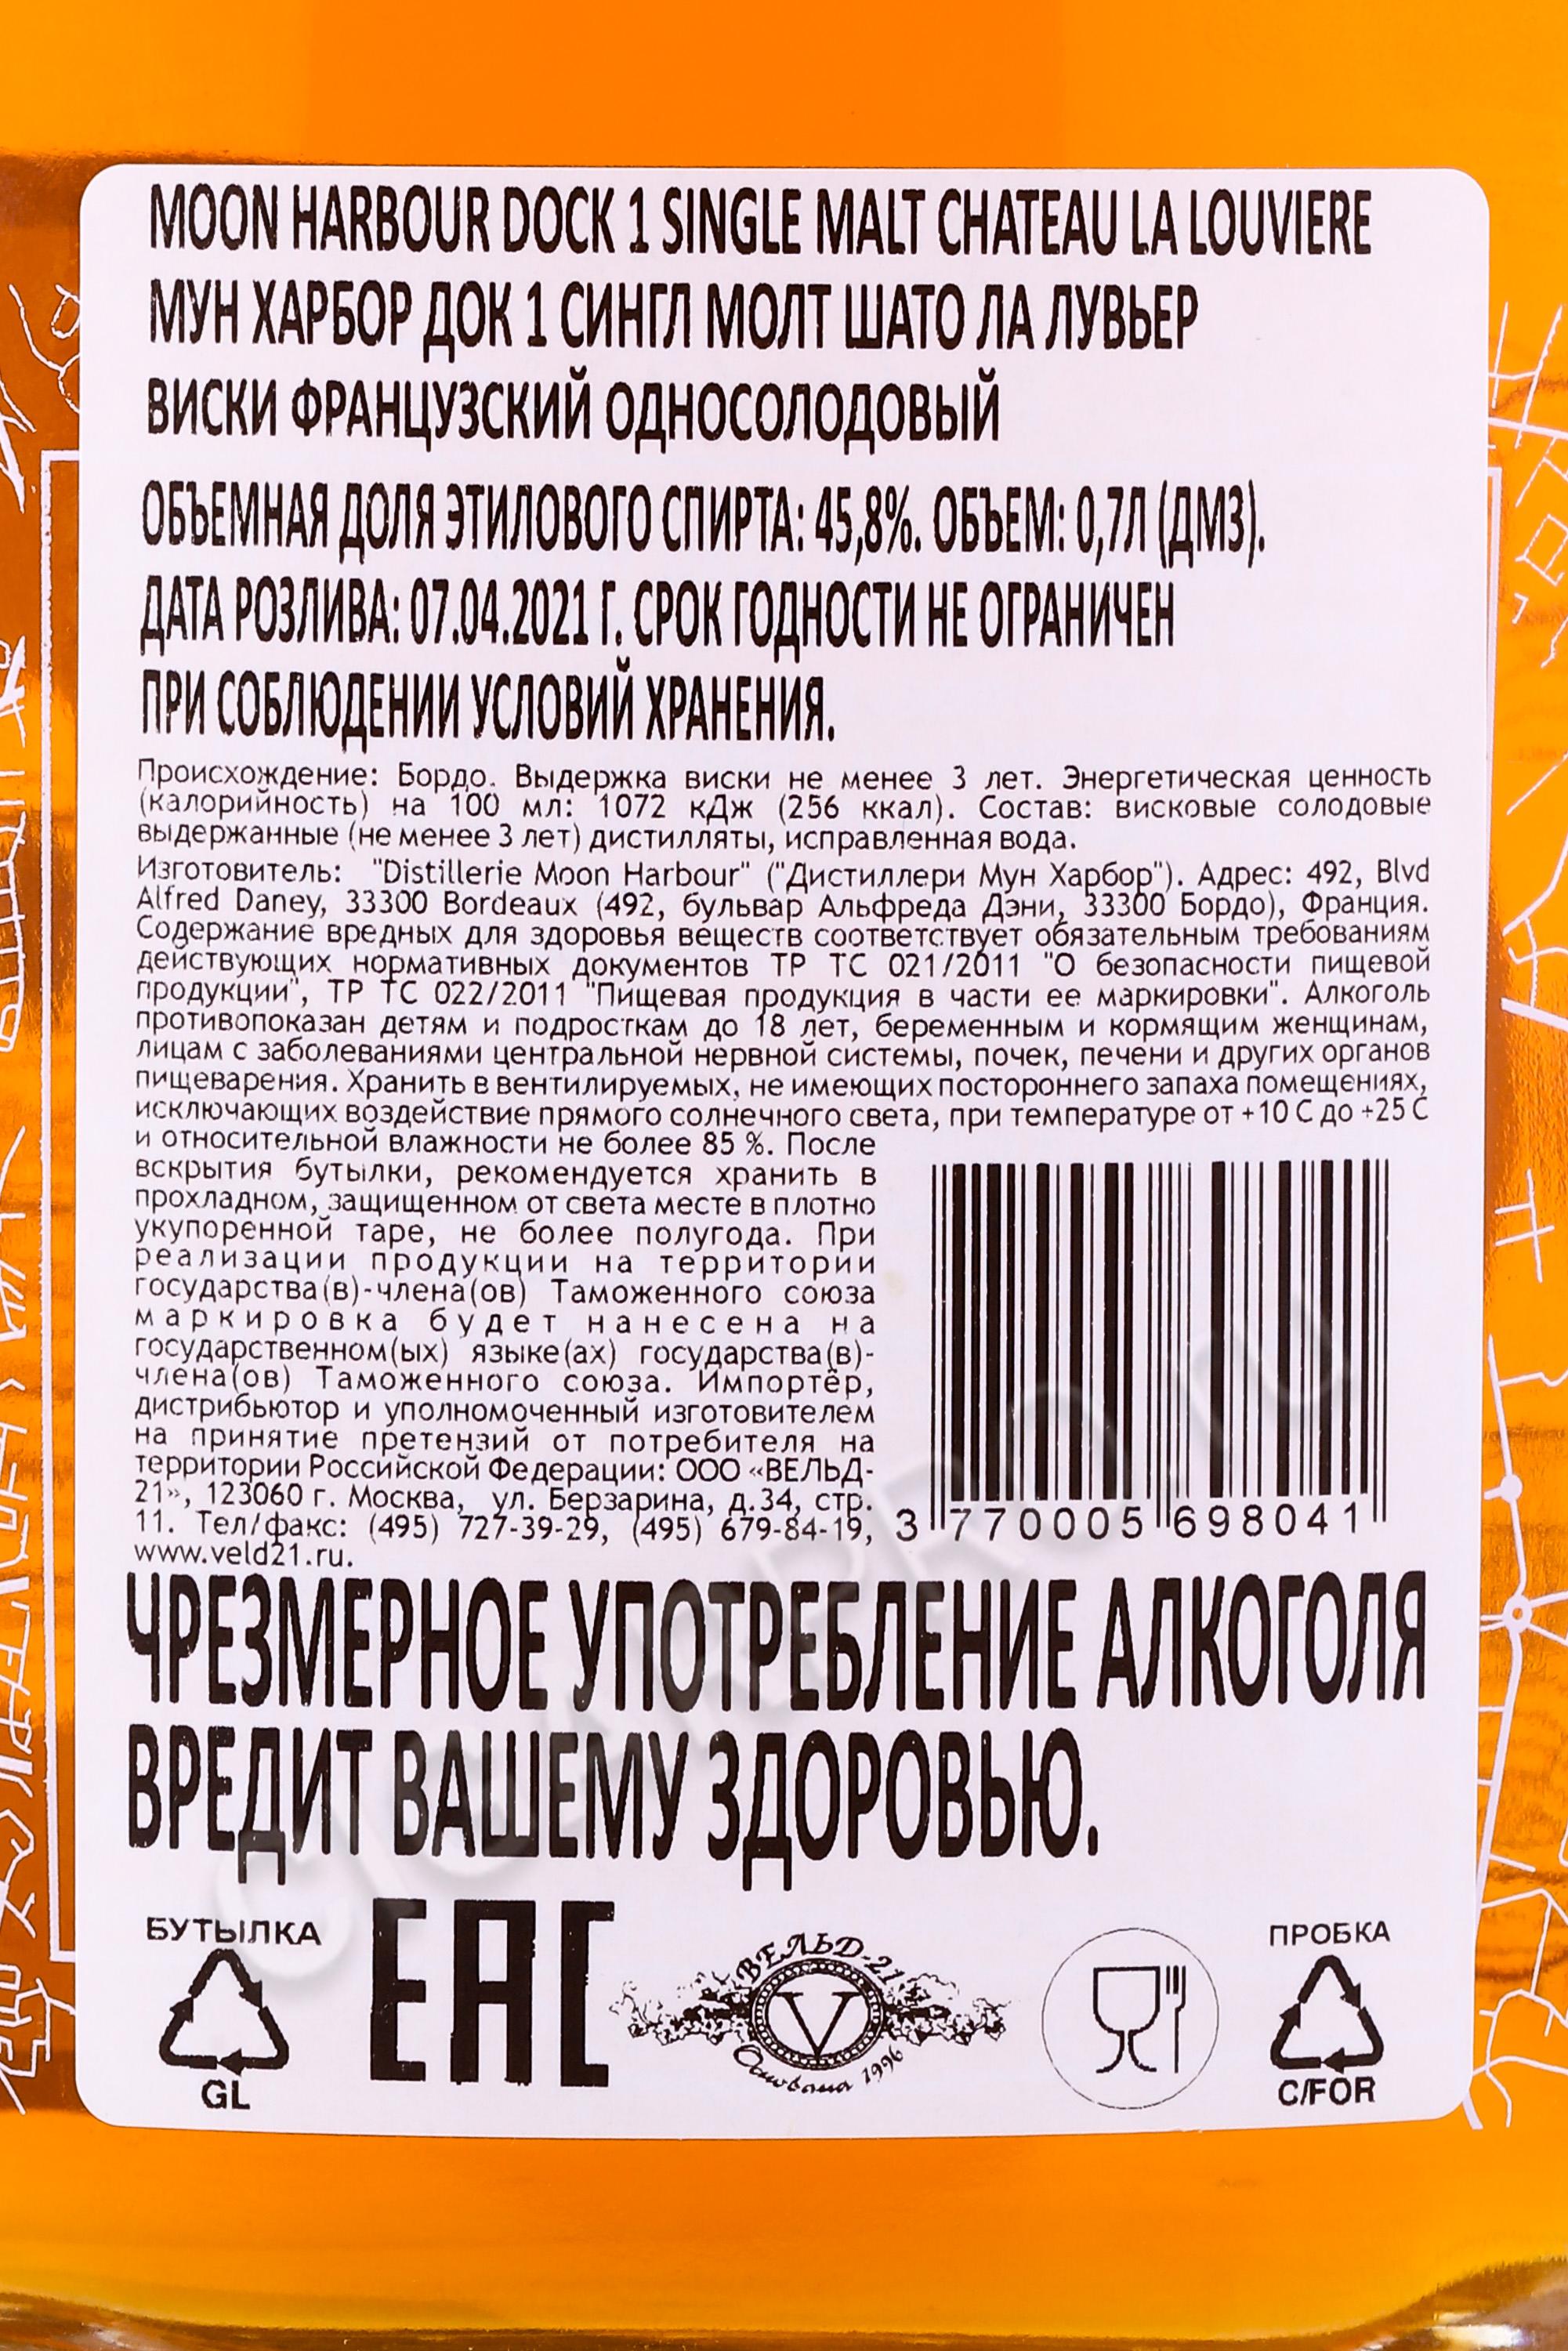 MOON HARBOUR DOCK 1 SINGLE MALT CHATEAU LA LOUVIERE
МУН ХАРБОР ДОК 1 СИНГЛ МОЛТ ШАТО ЛА ЛУВЬЕР
ВИСКИ ФРАНЦУЗСКИЙ ОДНОСОЛОДОВЫЙ
ОБЪЕМНАЯ ДОЛЯ ЭТИЛОВОГО СПИРТА: 45,8%. ОБЪЕМ: 0,7Л (ДМ3).
ДАТА РОЗЛИВА: 07.04.2021 Г. СРОК ГОДНОСТИ НЕ ОГРАНИЧЕН
ПРИ СОБЛЮДЕНИИ УСЛОВИЙ ХРАНЕНИЯ.
Происхождение: Бордо. Выдержка виски не менее 3 лет. Энергетическая ценность
(калорийность) на 100 мл: 1072 кДж (256 ккал). Состав: висковые солодовые
выдержанные (не менее 3 лет) дистилляты, исправленная вода.
Изготовитель: "Distillerie Moon Harbour" ("Дистиллери Мун Харбор"). Адрес: 492, Blvd
Alfred Daney, 33300 Bordeaux (492, бульвар Альфреда Дэни, 33300 Бордо), Франция.
Содержание вредных для здоровья веществ соответствует обязательным требованиям
действующих нормативных документов ТР ТС 021/2011 "О безопасности пищевой
продукции", ТР ТС 022/2011 "Пищевая продукция в части ее маркировки". Алкоголь
противопоказан детям и подросткам до 18 лет, беременным и кормящим женщинам,
лицам с заболеваниями центральной нервной системы, почек, печени и других органов
пищеварения. Хранить в вентилируемых, не имеющих постороннего запаха помещениях,
исключающих воздействие прямого солнечного света, при температуре от +10 С до +25 С
и относительной влажности не более 85 %. После
вскрытия бутылки, рекомендуется хранить в
прохладном, защищенном от света месте в плотно
укупоренной таре, не более полугода. При
реализации продукции на территории
государства(в)-члена(ов) Таможенного союза
маркировка будет нанесена на
государственном(ых) языке(ах) государства(в)-
члена(ов) Таможенного союза. Импортёр,
дистрибьютор и уполномоченный изготовителем
на принятие претензий от потребителя на
территории Российской Федерации: ООО «ВЕЛЬД-
21», 123060 г. Москва, ул. Берзарина, д.34, стр.
11. Тел/факс: (495) 727-39-29, (495) 679-84-19,
www.veld21.ru.
3 770005 698041
ЧРЕЗМЕРНОЕ УПОТРЕБЛЕНИЕ АЛКОГОЛЯ
ВРЕДИТ ВАШЕМУ ЗДОРОВЬЮ.
БУТЫЛКА
GL
EAC
ВЕЛЬД-21
V
Основана 1996
ПРОБКА
C/FOR